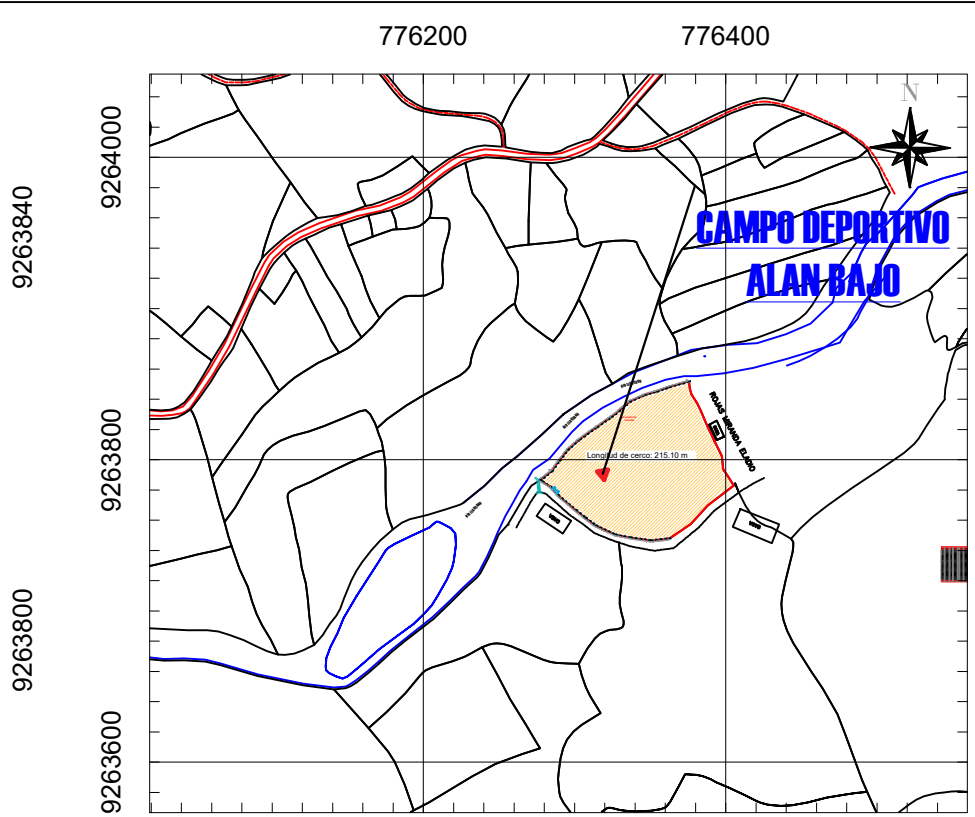 776200
776400
N
9264000
9263840
CAMPO DEPORTIVO
ALAN BAJO
ROJAS MIRANDA ELADIO
9263800
Longitud de cerco: 215.10 m
9263800
9263600